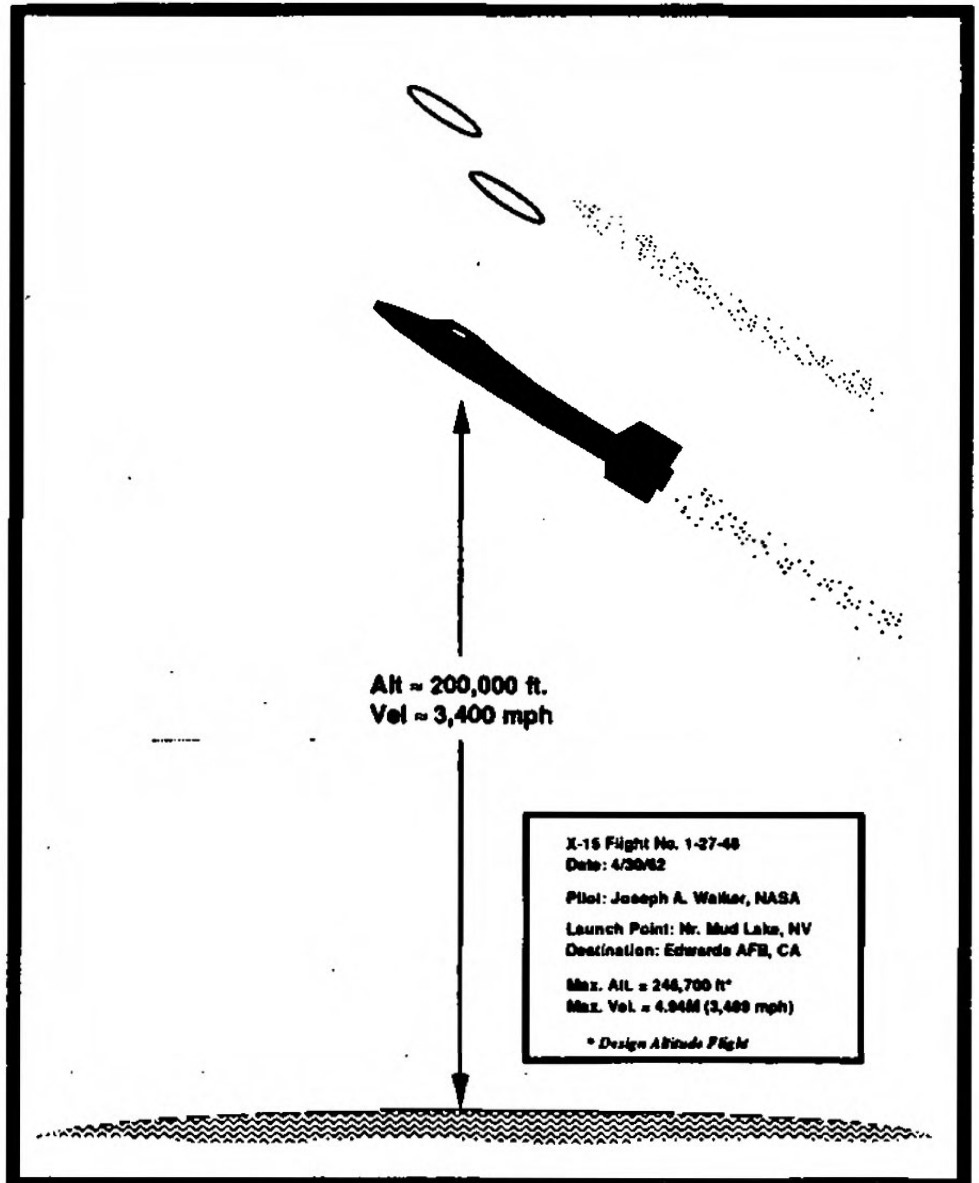 Alt ≈ 200,000 ft.
Vel ≈ 3,400 mph
X-15 Flight No. 1-27-48
Date: 4/30/62
Pilot: Joseph A. Walker, NASA
Launch Point: Nr. Mud Lake, NV
Destination: Edwards AFB, CA
Max. Alt. = 246,700 ft*
Max. Vel. = 4.94M (3,489 mph)
* Design Altitude Flight